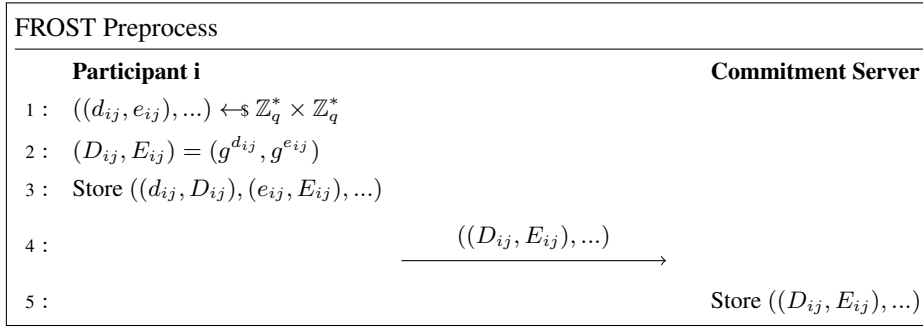 FROST Preprocess
Participant i Commitment Server
1 : ((d_{ij}, e_{ij}), ...) ←$ ℤ_q^* × ℤ_q^*
2 : (D_{ij}, E_{ij}) = (g^{d_{ij}}, g^{e_{ij}})
3 : Store ((d_{ij}, D_{ij}), (e_{ij}, E_{ij}), ...)
4 : ((D_{ij}, E_{ij}), ...)
5 : Store ((D_{ij}, E_{ij}), ...)